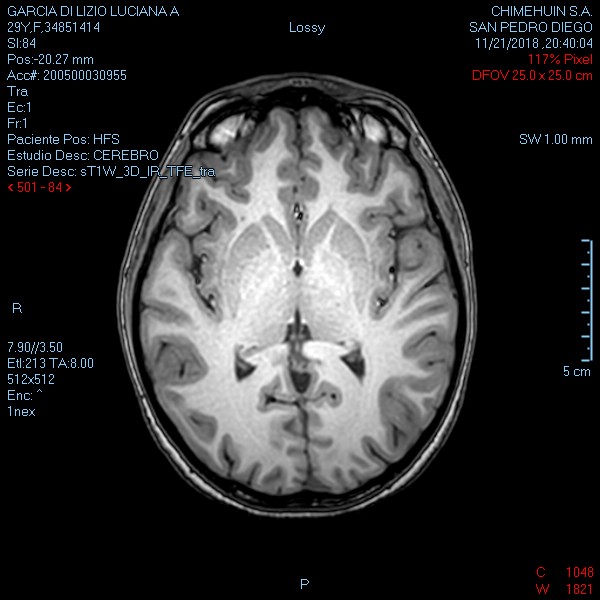 GARCIA DI LIZIO LUCIANA A
29Y,F,34851414
Sl:84
Pos:-20.27 mm
Acc#: 200500030955
Tra
Ec:1
Fr:1
Paciente Pos: HFS
Estudio Desc: CEREBRO
Serie Desc: sT1W_3D_IR_TFE_tra
< 501 - 84 >
Lossy
CHIMEHUIN S.A.
SAN PEDRO DIEGO
11/21/2018 ,20:40:04
117% Pixel
DFOV 25.0 x 25.0 cm
SW 1.00 mm
R
5 cm
7.90//3.50
Etl:213 TA:8.00
512x512
Enc: ^
1nex
P
C 1048
W 1821